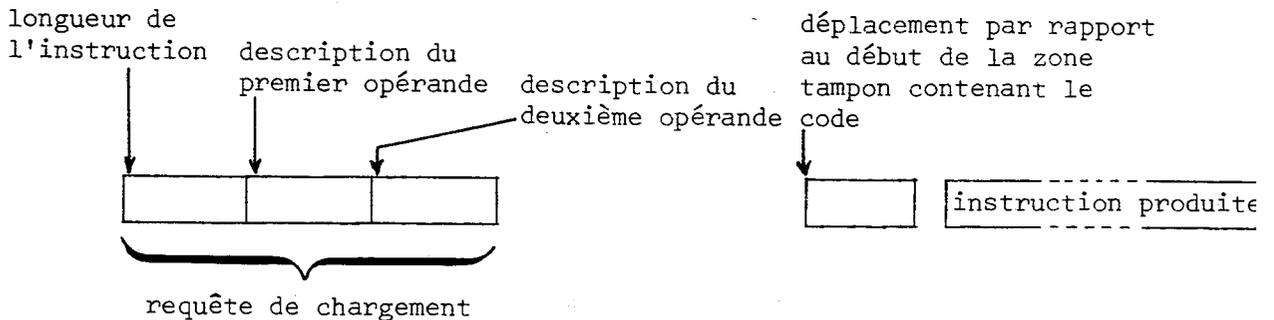 longueur de
l'instruction
description du
premier opérande
description du
deuxième opérande
déplacement par rapport
au début de la zone
tampon contenant le
code
instruction produite
requête de chargement